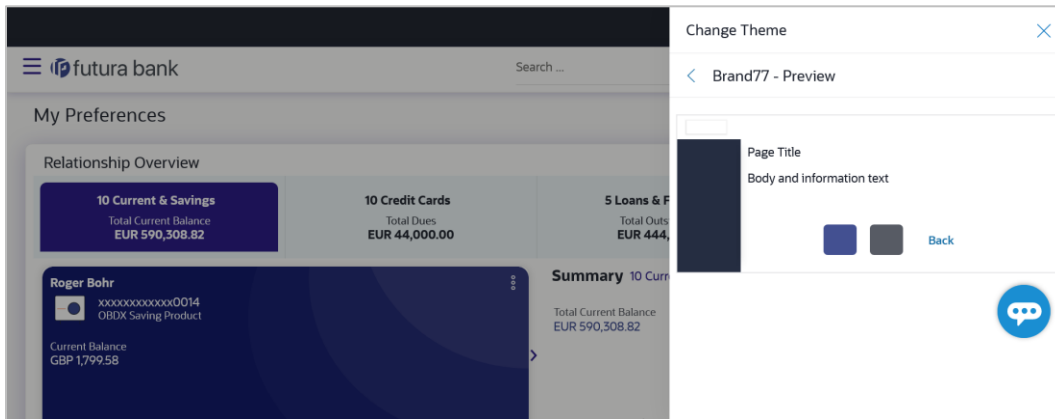 Change Theme
futura bank
Search ...
Brand77 - Preview
My Preferences
Relationship Overview
10 Current & Savings
Total Current Balance
EUR 590,308.82
10 Credit Cards
Total Dues
EUR 44,000.00
5 Loans & F
Total Outs
EUR 444,
Page Title
Body and information text
Back
Roger Bohr
xxxxxxxxxxxx0014
OBDX Saving Product
Current Balance
GBP 1,799.58
Summary 10 Curr
Total Current Balance
EUR 590,308.82